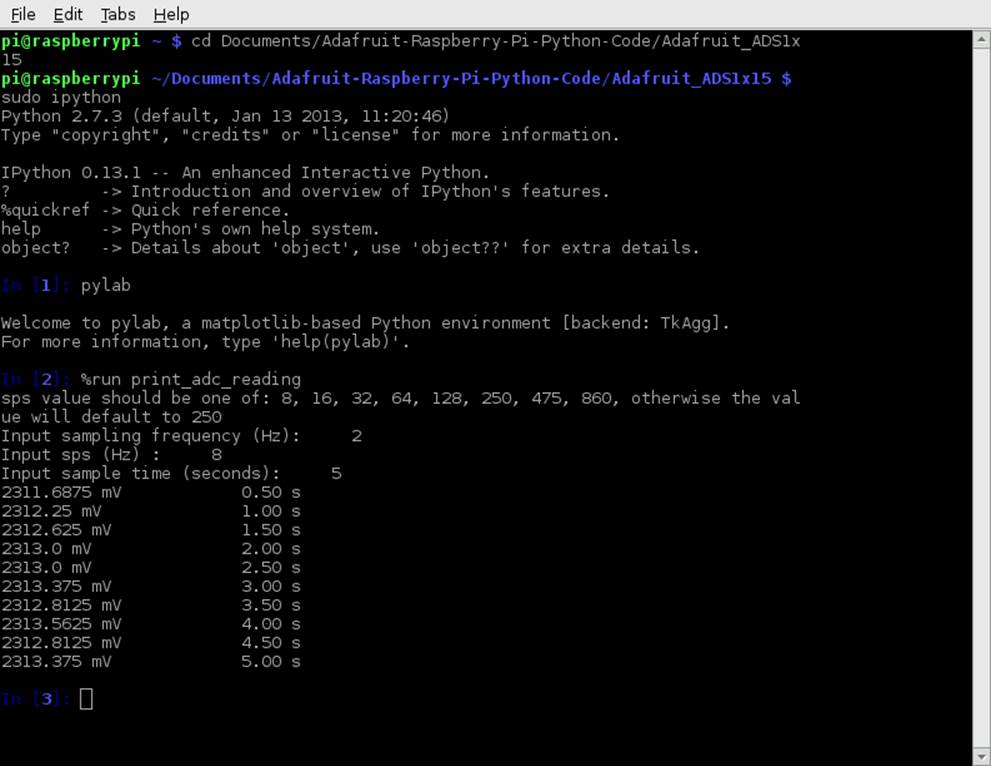 File Edit Tabs Help
pi@raspberrypi ~ $ cd Documents/Adafruit-Raspberry-Pi-Python-Code/Adafruit_ADS1x
15
pi@raspberrypi ~/Documents/Adafruit-Raspberry-Pi-Python-Code/Adafruit_ADS1x15 $
sudo ipython
Python 2.7.3 (default, Jan 13 2013, 11:20:46)
Type "copyright", "credits" or "license" for more information.

IPython 0.13.1 -- An enhanced Interactive Python.
?         -> Introduction and overview of IPython's features.
%quickref -> Quick reference.
help      -> Python's own help system.
object?   -> Details about 'object', use 'object??' for extra details.

In [1]: pylab

Welcome to pylab, a matplotlib-based Python environment [backend: TkAgg].
For more information, type 'help(pylab)'.

In [2]: %run print_adc_reading
sps value should be one of: 8, 16, 32, 64, 128, 250, 475, 860, otherwise the val
ue will default to 250
Input sampling frequency (Hz):     2
Input sps (Hz) :     8
Input sample time (seconds):     5
2311.6875 mV            0.50 s
2312.25 mV              1.00 s
2312.625 mV             1.50 s
2313.0 mV               2.00 s
2313.0 mV               2.50 s
2313.375 mV             3.00 s
2312.8125 mV            3.50 s
2313.5625 mV            4.00 s
2312.8125 mV            4.50 s
2313.375 mV             5.00 s

In [3]: